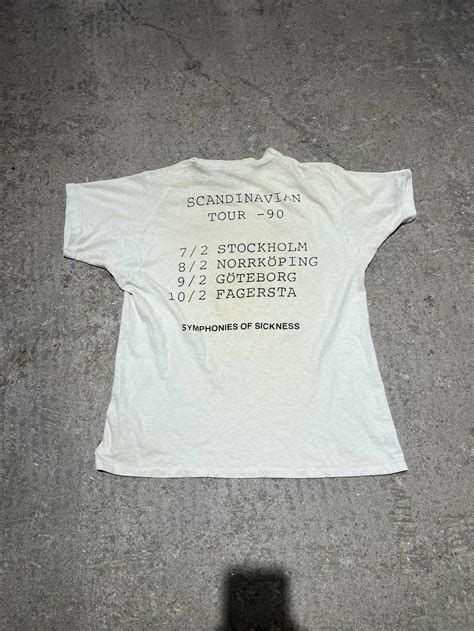 SCANDINAVIAN
TOUR -90
7/2 STOCKHOLM
8/2 NORRKÖPING
9/2 GÖTEBORG
10/2 FAGERSTA
SYMPHONIES OF SICKNESS